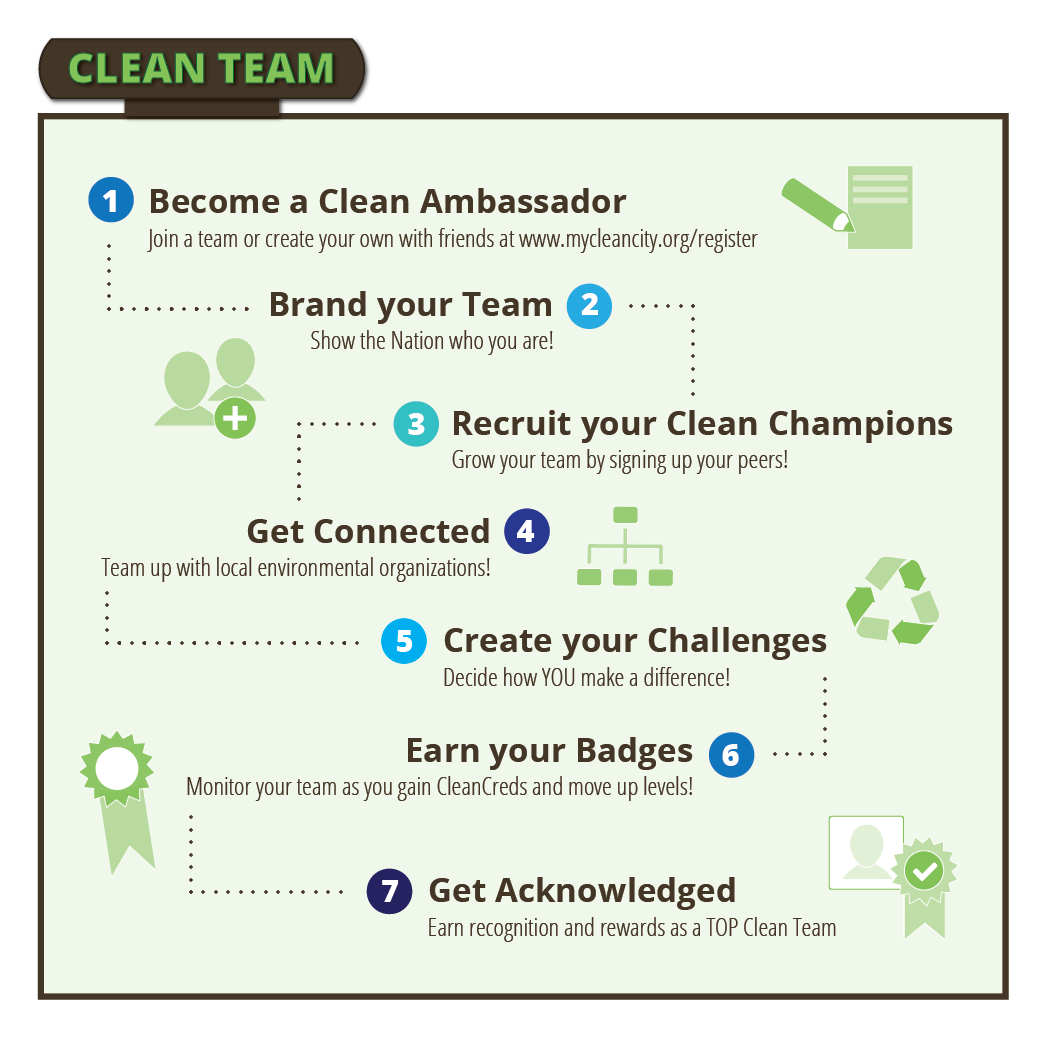 CLEAN TEAM
1 Become a Clean Ambassador
Join a team or create your own with friends at www.mycleancity.org/register
Brand your Team 2
Show the Nation who you are!
3 Recruit your Clean Champions
Grow your team by signing up your peers!
Get Connected 4
Team up with local environmental organizations!
5 Create your Challenges
Decide how YOU make a difference!
Earn your Badges 6
Monitor your team as you gain CleanCreds and move up levels!
7 Get Acknowledged
Earn recognition and rewards as a TOP Clean Team